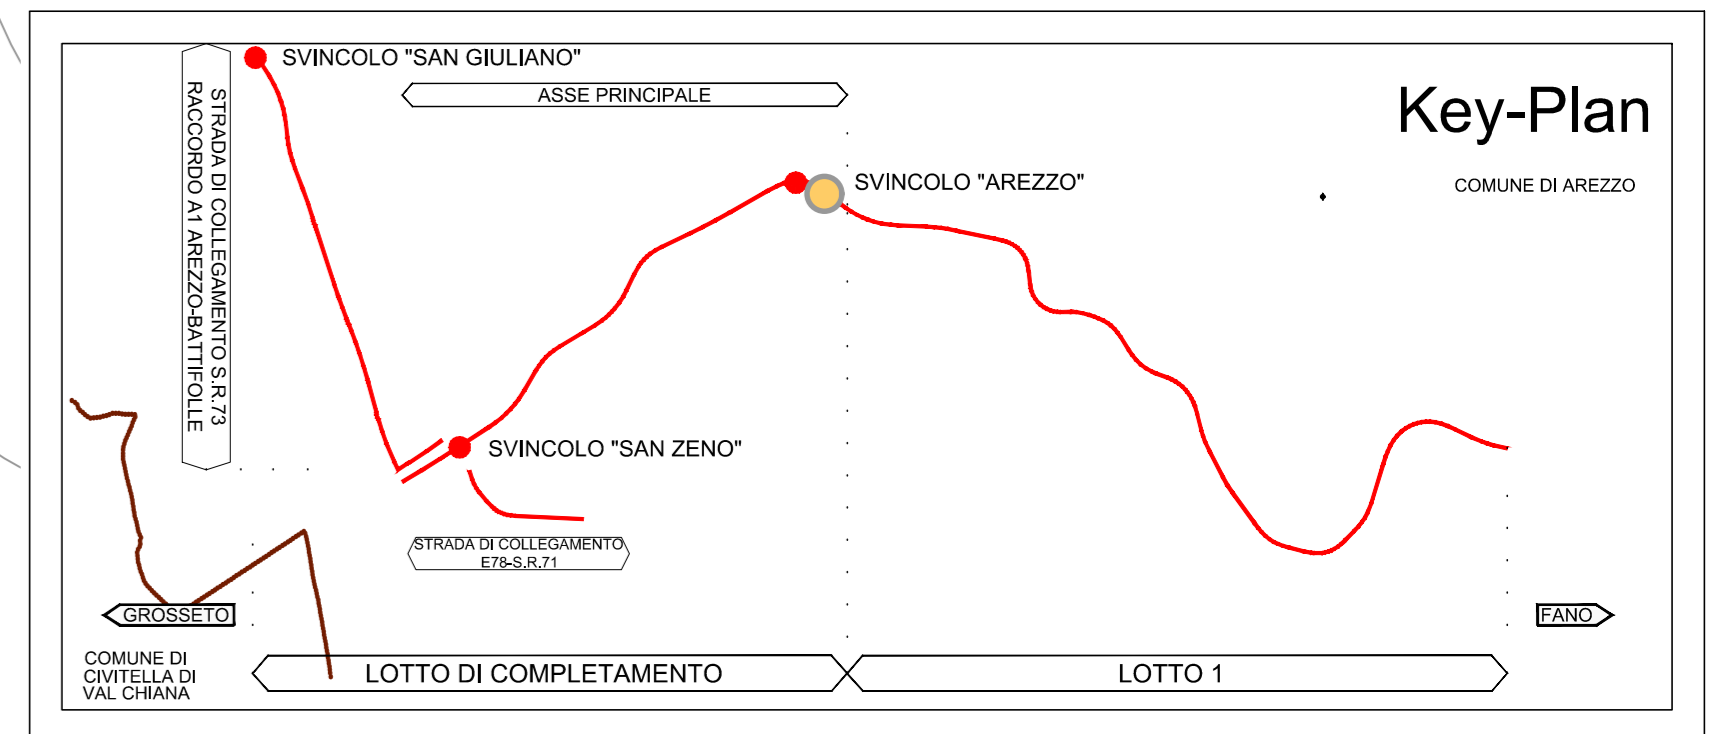 SVINCOLO "SAN GIULIANO"
ASSE PRINCIPALE
Key-Plan
STRADA DI COLLEGAMENTO S.R.73
RACCORDO A1 AREZZO-BATTIFOLLE
SVINCOLO "AREZZO"
COMUNE DI AREZZO
SVINCOLO "SAN ZENO"
STRADA DI COLLEGAMENTO
E78-S.R.71
GROSSETO
FANO
COMUNE DI
CIVITELLA DI
VAL CHIANA
LOTTO DI COMPLETAMENTO
LOTTO 1